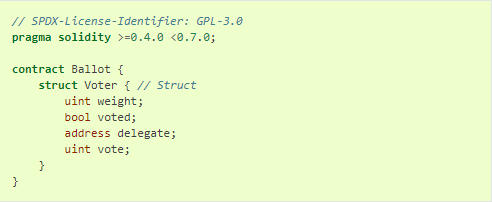 // SPDX-License-Identifier: GPL-3.0
pragma solidity >=0.4.0 <0.7.0;

contract Ballot {
    struct Voter { // Struct
        uint weight;
        bool voted;
        address delegate;
        uint vote;
    }
}